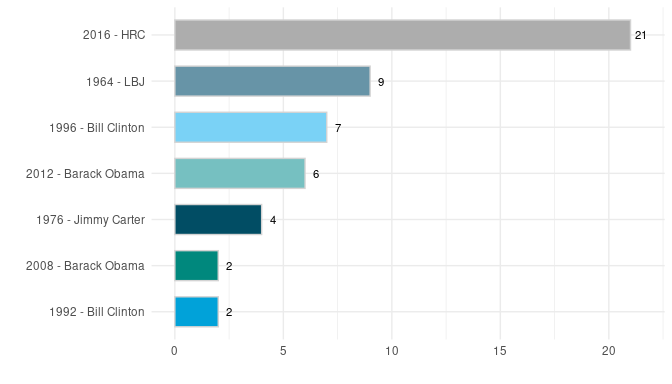 2016 - HRC 21
1964 - LBJ 9
1996 - Bill Clinton 7
2012 - Barack Obama 6
1976 - Jimmy Carter 4
2008 - Barack Obama 2
1992 - Bill Clinton 2
0 5 10 15 20